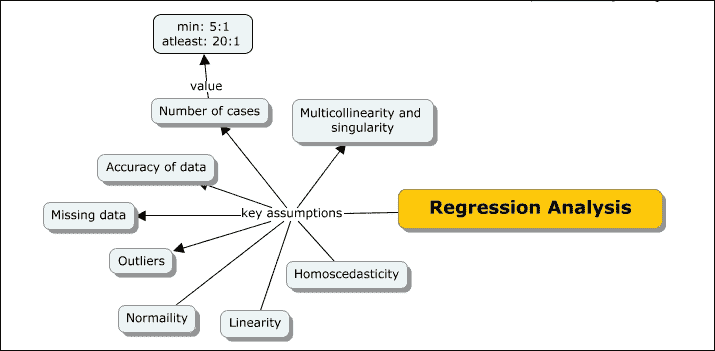 min: 5:1
atleast: 20:1
value
Number of cases
Multicollinearity and
singularity
Accuracy of data
Missing data
key assumptions
Regression Analysis
Outliers
Homoscedasticity
Normaility
Linearity